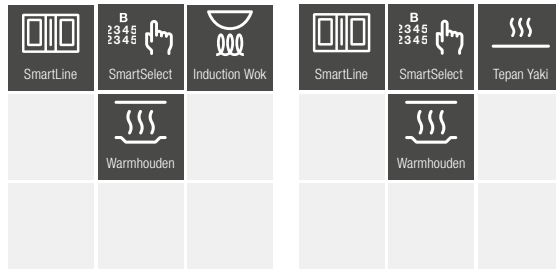 B
2345
2345
SmartLine
SmartSelect
Induction Wok
Warmhouden
B
2345
2345
SmartLine
SmartSelect
Tepan Yaki
Warmhouden